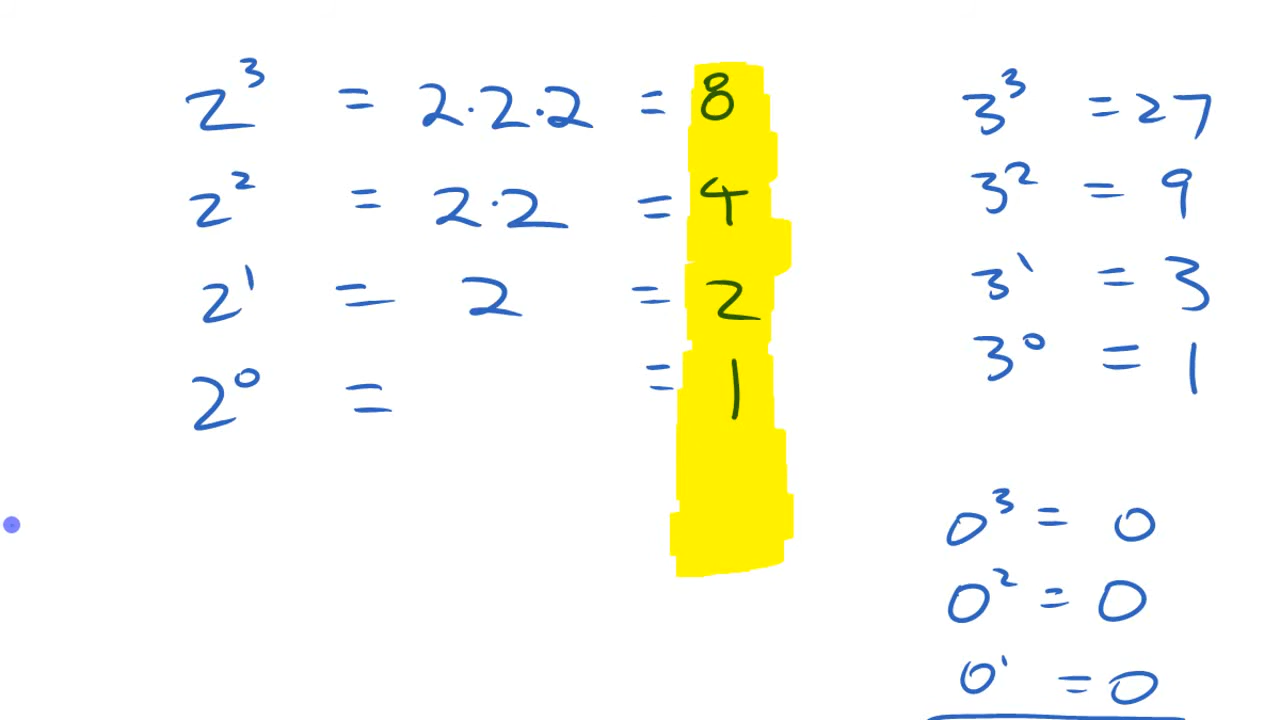 2³ = 2·2·2 = 8
2² = 2·2 = 4
2¹ = 2 = 2
2⁰ = = 1
3³ = 27
3² = 9
3¹ = 3
3⁰ = 1
0³ = 0
0² = 0
0¹ = 0